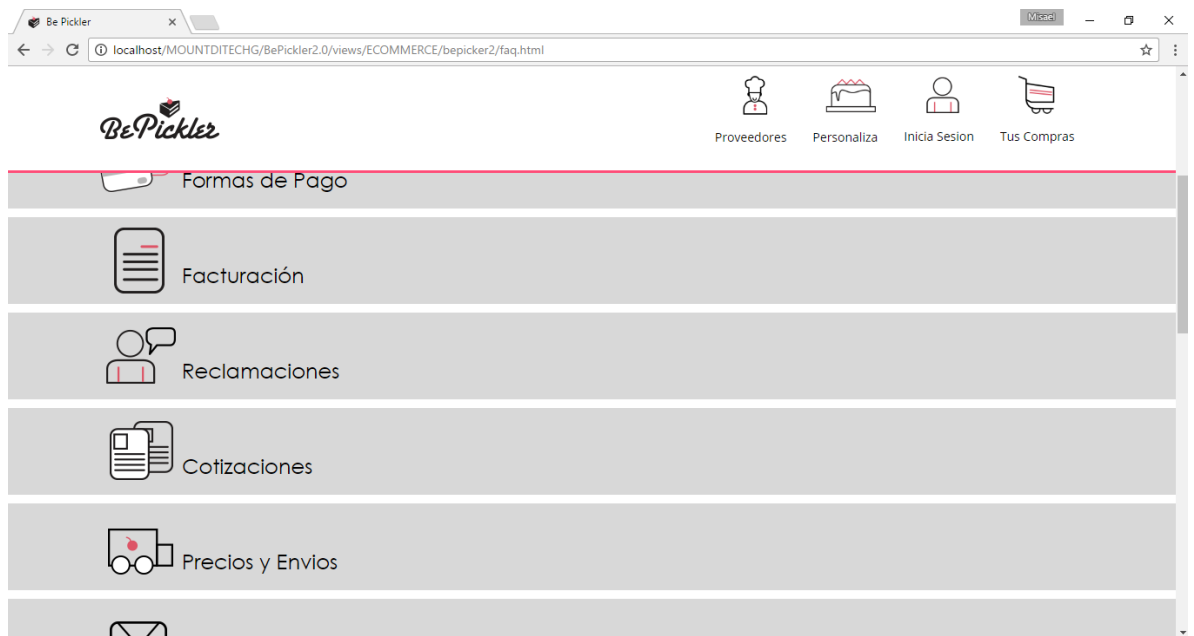 Be Pickler
Misael
localhost/MOUNTDITECHG/BePickler2.0/views/ECOMMERCE/bepicker2/faq.html
BePickler
Proveedores
Personaliza
Inicia Sesion
Tus Compras
Formas de Pago
Facturación
Reclamaciones
Cotizaciones
Precios y Envios